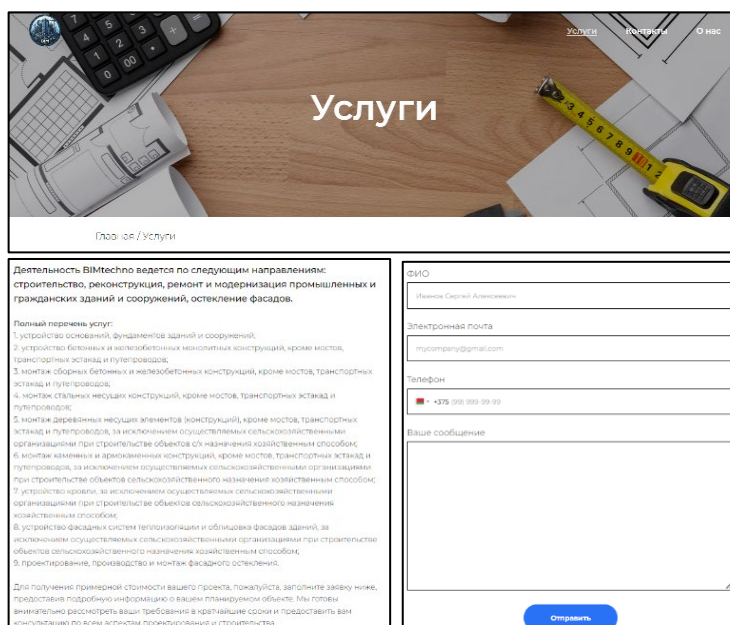 Услуги Контакты О нас
Услуги
Главная / Услуги
Деятельность BIMtechno ведется по следующим направлениям:
строительство, реконструкция, ремонт и модернизация промышленных и
гражданских зданий и сооружений, остекление фасадов.
Полный перечень услуг:
1. устройство оснований, фундаментов зданий и сооружений;
2. устройство бетонных и железобетонных монолитных конструкций, кроме мостов,
транспортных эстакад и путепроводов;
3. монтаж сборных бетонных и железобетонных конструкций, кроме мостов, транспортных
эстакад и путепроводов;
4. монтаж стальных несущих конструкций, кроме мостов, транспортных эстакад и
путепроводов;
5. монтаж деревянных несущих элементов (конструкций), кроме мостов, транспортных
эстакад и путепроводов, за исключением осуществляемых сельскохозяйственными
организациями при строительстве объектов с/х назначения хозяйственным способом;
6. монтаж каменных и армокаменных конструкций, кроме мостов, транспортных эстакад и
путепроводов, за исключением осуществляемых сельскохозяйственными организациями
при строительстве объектов сельскохозяйственного назначения хозяйственным способом;
7. устройство кровли, за исключением осуществляемых сельскохозяйственными
организациями при строительстве объектов сельскохозяйственного назначения
хозяйственным способом;
8. устройство фасадных систем теплоизоляции и облицовка фасадов зданий, за
исключением осуществляемых сельскохозяйственными организациями при строительстве
объектов сельскохозяйственного назначения хозяйственным способом;
9. проектирование, производство и монтаж фасадного остекления.
Для получения примерной стоимости вашего проекта, пожалуйста, заполните заявку ниже,
предоставив подробную информацию о вашем планируемом объекте. Мы готовы
внимательно рассмотреть ваши требования в кратчайшие сроки и предоставить вам
консультацию по всем аспектам проектирования и строительства.
ФИО
Иванов Сергей Алексеевич
Электронная почта
mycompany@gmail.com
Телефон
+375 (99) 999-99-99
Ваше сообщение
Отправить